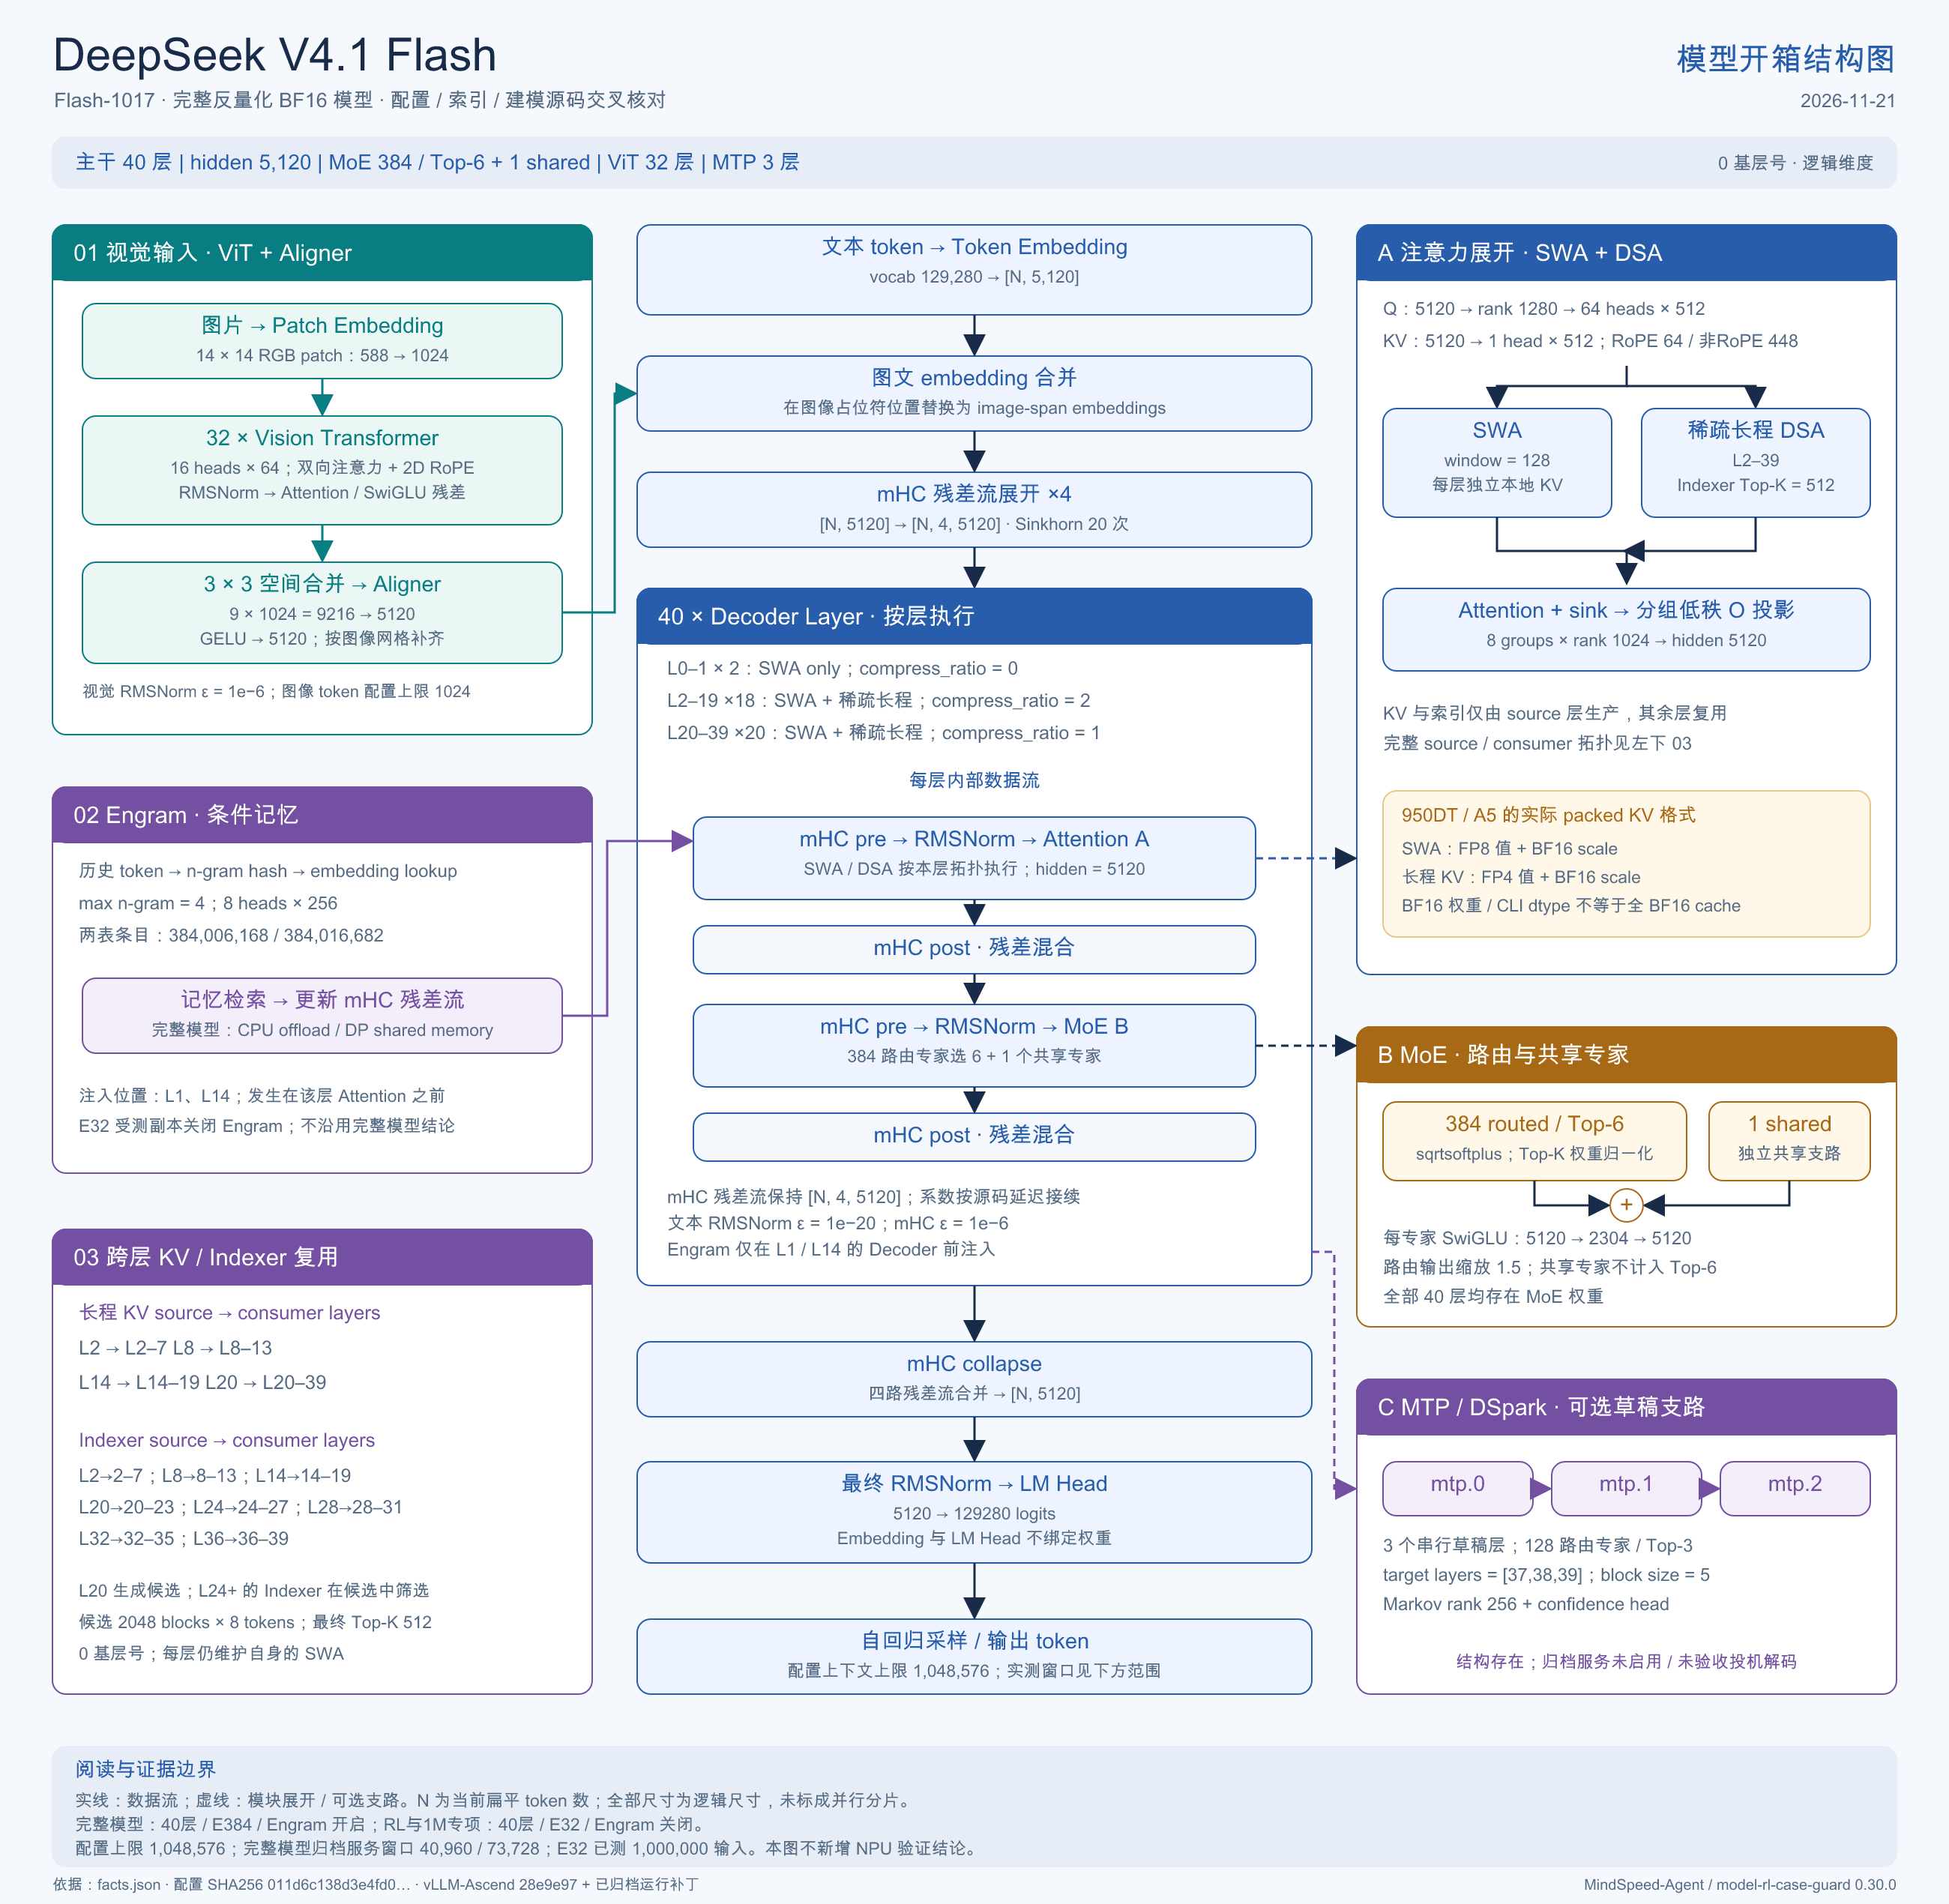 DeepSeek V4.1 Flash
模型开箱结构图
Flash-1017 · 完整反量化 BF16 模型 · 配置 / 索引 / 建模源码交叉核对
2026-11-21
主干 40 层 | hidden 5,120 | MoE 384 / Top-6 + 1 shared | ViT 32 层 | MTP 3 层
0 基层号 · 逻辑维度
01 视觉输入 · ViT + Aligner
图片 → Patch Embedding
14 × 14 RGB patch：588 → 1024
32 × Vision Transformer
16 heads × 64；双向注意力 + 2D RoPE
RMSNorm → Attention / SwiGLU 残差
3 × 3 空间合并 → Aligner
9 × 1024 = 9216 → 5120
GELU → 5120；按图像网格补齐
视觉 RMSNorm ε = 1e−6；图像 token 配置上限 1024
02 Engram · 条件记忆
历史 token → n-gram hash → embedding lookup
max n-gram = 4；8 heads × 256
两表条目：384,006,168 / 384,016,682
记忆检索 → 更新 mHC 残差流
完整模型：CPU offload / DP shared memory
注入位置：L1、L14；发生在该层 Attention 之前
E32 受测副本关闭 Engram；不沿用完整模型结论
03 跨层 KV / Indexer 复用
长程 KV source → consumer layers
L2 → L2–7 L8 → L8–13
L14 → L14–19 L20 → L20–39
Indexer source → consumer layers
L2→2–7；L8→8–13；L14→14–19
L20→20–23；L24→24–27；L28→28–31
L32→32–35；L36→36–39
L20 生成候选；L24+ 的 Indexer 在候选中筛选
候选 2048 blocks × 8 tokens；最终 Top-K 512
0 基层号；每层仍维护自身的 SWA
文本 token → Token Embedding
vocab 129,280 → [N, 5,120]
图文 embedding 合并
在图像占位符位置替换为 image-span embeddings
mHC 残差流展开 ×4
[N, 5120] → [N, 4, 5120] · Sinkhorn 20 次
40 × Decoder Layer · 按层执行
L0–1 × 2：SWA only；compress_ratio = 0
L2–19 ×18：SWA + 稀疏长程；compress_ratio = 2
L20–39 ×20：SWA + 稀疏长程；compress_ratio = 1
每层内部数据流
mHC pre → RMSNorm → Attention A
SWA / DSA 按本层拓扑执行；hidden = 5120
mHC post · 残差混合
mHC pre → RMSNorm → MoE B
384 路由专家选 6 + 1 个共享专家
mHC post · 残差混合
mHC 残差流保持 [N, 4, 5120]；系数按源码延迟接续
文本 RMSNorm ε = 1e−20；mHC ε = 1e−6
Engram 仅在 L1 / L14 的 Decoder 前注入
mHC collapse
四路残差流合并 → [N, 5120]
最终 RMSNorm → LM Head
5120 → 129280 logits
Embedding 与 LM Head 不绑定权重
自回归采样 / 输出 token
配置上下文上限 1,048,576；实测窗口见下方范围
A 注意力展开 · SWA + DSA
Q：5120 → rank 1280 → 64 heads × 512
KV：5120 → 1 head × 512；RoPE 64 / 非RoPE 448
SWA
window = 128
每层独立本地 KV
稀疏长程 DSA
L2–39
Indexer Top-K = 512
Attention + sink → 分组低秩 O 投影
8 groups × rank 1024 → hidden 5120
KV 与索引仅由 source 层生产，其余层复用
完整 source / consumer 拓扑见左下 03
950DT / A5 的实际 packed KV 格式
SWA：FP8 值 + BF16 scale
长程 KV：FP4 值 + BF16 scale
BF16 权重 / CLI dtype 不等于全 BF16 cache
B MoE · 路由与共享专家
384 routed / Top-6
sqrtsoftplus；Top-K 权重归一化
1 shared
独立共享支路
+
每专家 SwiGLU：5120 → 2304 → 5120
路由输出缩放 1.5；共享专家不计入 Top-6
全部 40 层均存在 MoE 权重
C MTP / DSpark · 可选草稿支路
mtp.0
mtp.1
mtp.2
3 个串行草稿层；128 路由专家 / Top-3
target layers = [37,38,39]；block size = 5
Markov rank 256 + confidence head
结构存在；归档服务未启用 / 未验收投机解码
阅读与证据边界
实线：数据流；虚线：模块展开 / 可选支路。N 为当前扁平 token 数；全部尺寸为逻辑尺寸，未标成并行分片。
完整模型：40层 / E384 / Engram 开启；RL与1M专项：40层 / E32 / Engram 关闭。
配置上限 1,048,576；完整模型归档服务窗口 40,960 / 73,728；E32 已测 1,000,000 输入。本图不新增 NPU 验证结论。
依据：facts.json · 配置 SHA256 011d6c138d3e4fd0… · vLLM-Ascend 28e9e97 + 已归档运行补丁
MindSpeed-Agent / model-rl-case-guard 0.30.0